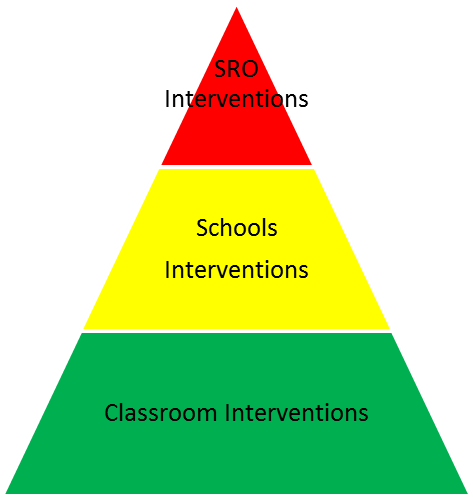 SRO
Interventions
Schools
Interventions
Classroom Interventions